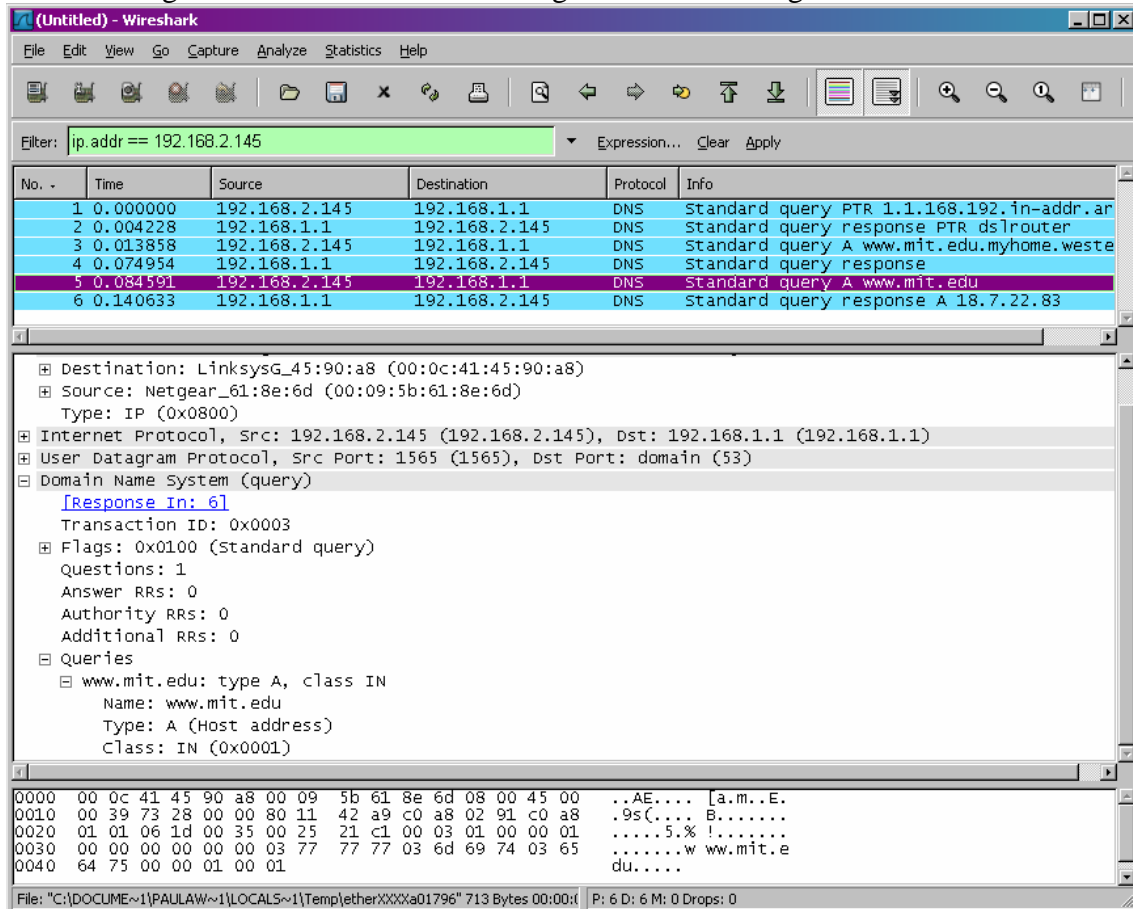 (Untitled) - Wireshark
File Edit View Go Capture Analyze Statistics Help
Filter: ip.addr == 192.168.2.145 Expression... Clear Apply
No. - Time Source Destination Protocol Info
1 0.000000 192.168.2.145 192.168.1.1 DNS Standard query PTR 1.1.168.192.in-addr.ar
2 0.004228 192.168.1.1 192.168.2.145 DNS Standard query response PTR dslrouter
3 0.013858 192.168.2.145 192.168.1.1 DNS Standard query A www.mit.edu.myhome.weste
4 0.074954 192.168.1.1 192.168.2.145 DNS Standard query response
5 0.084591 192.168.2.145 192.168.1.1 DNS Standard query A www.mit.edu
6 0.140633 192.168.1.1 192.168.2.145 DNS Standard query response A 18.7.22.83
Destination: LinksysG_45:90:a8 (00:0c:41:45:90:a8)
Source: Netgear_61:8e:6d (00:09:5b:61:8e:6d)
Type: IP (0x0800)
Internet Protocol, Src: 192.168.2.145 (192.168.2.145), Dst: 192.168.1.1 (192.168.1.1)
User Datagram Protocol, Src Port: 1565 (1565), Dst Port: domain (53)
Domain Name System (query)
[Response In: 6]
Transaction ID: 0x0003
Flags: 0x0100 (Standard query)
Questions: 1
Answer RRs: 0
Authority RRs: 0
Additional RRs: 0
Queries
www.mit.edu: type A, class IN
Name: www.mit.edu
Type: A (Host address)
Class: IN (0x0001)
0000 00 0c 41 45 90 a8 00 09 5b 61 8e 6d 08 00 45 00 ..AE.... [a.m..E.
0010 00 39 73 28 00 00 80 11 42 a9 c0 a8 02 91 c0 a8 .9s(.... B.......
0020 01 01 06 1d 00 35 00 25 21 c1 00 03 01 00 00 01 .....5.% !.......
0030 00 00 00 00 00 00 03 77 77 77 03 6d 69 74 03 65 .......w ww.mit.e
0040 64 75 00 00 01 00 01 du.....
File: "C:\DOCUME~1\PAULAW~1\LOCALS~1\Temp\etherXXXXa01796" 713 Bytes 00:00:( P: 6 D: 6 M: 0 Drops: 0